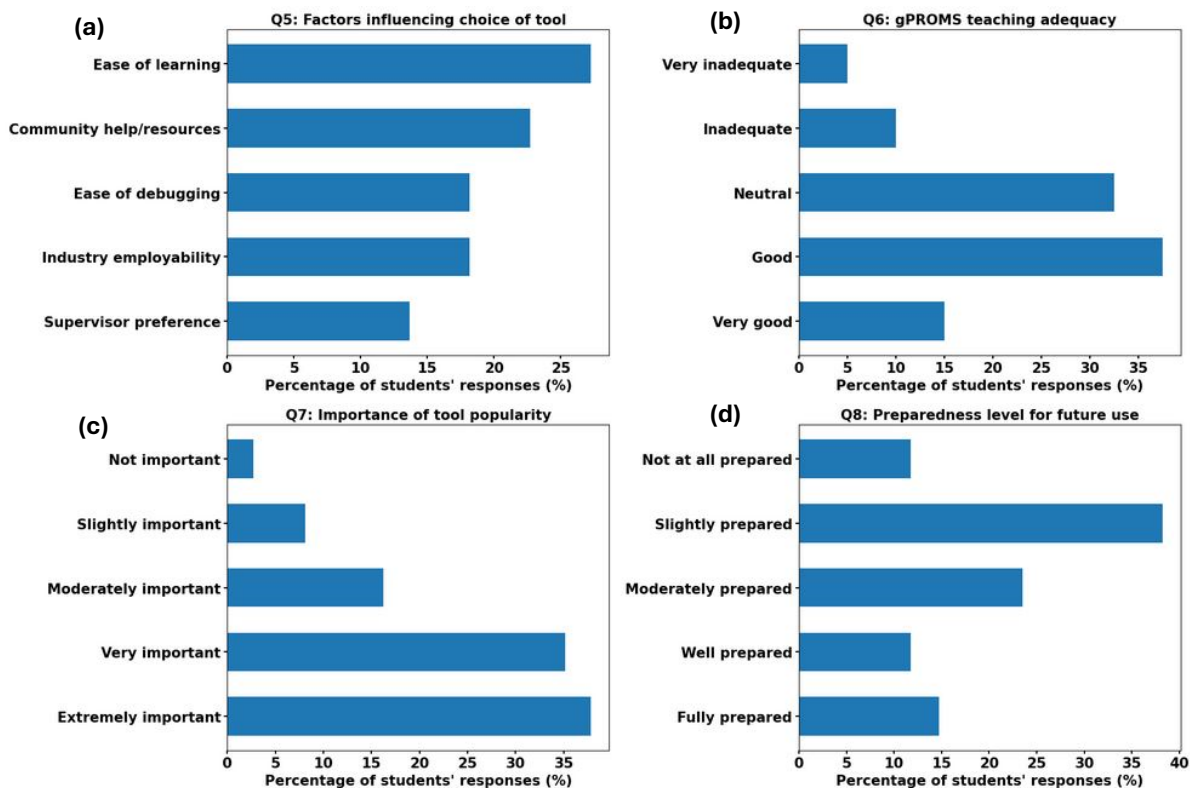 (a)
Q5: Factors influencing choice of tool
Ease of learning
Community help/resources
Ease of debugging
Industry employability
Supervisor preference
0 5 10 15 20 25
Percentage of students' responses (%)
(b)
Q6: gPROMS teaching adequacy
Very inadequate
Inadequate
Neutral
Good
Very good
0 5 10 15 20 25 30 35
Percentage of students' responses (%)
(c)
Q7: Importance of tool popularity
Not important
Slightly important
Moderately important
Very important
Extremely important
0 5 10 15 20 25 30 35
Percentage of students' responses (%)
(d)
Q8: Preparedness level for future use
Not at all prepared
Slightly prepared
Moderately prepared
Well prepared
Fully prepared
0 5 10 15 20 25 30 35 40
Percentage of students' responses (%)